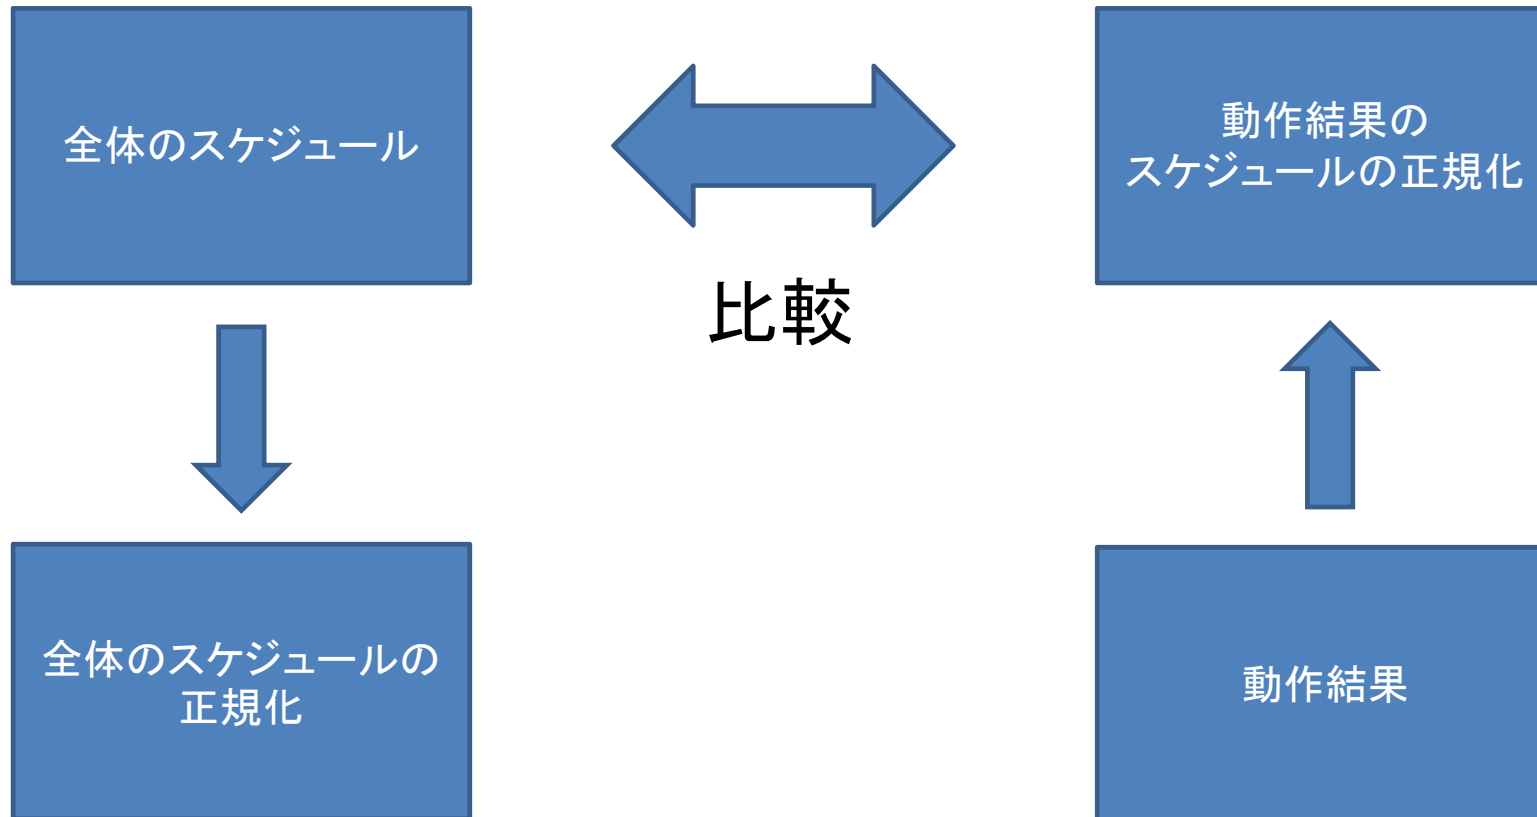 全体のスケジュール
動作結果の
スケジュールの正規化
比較
全体のスケジュールの
正規化
動作結果